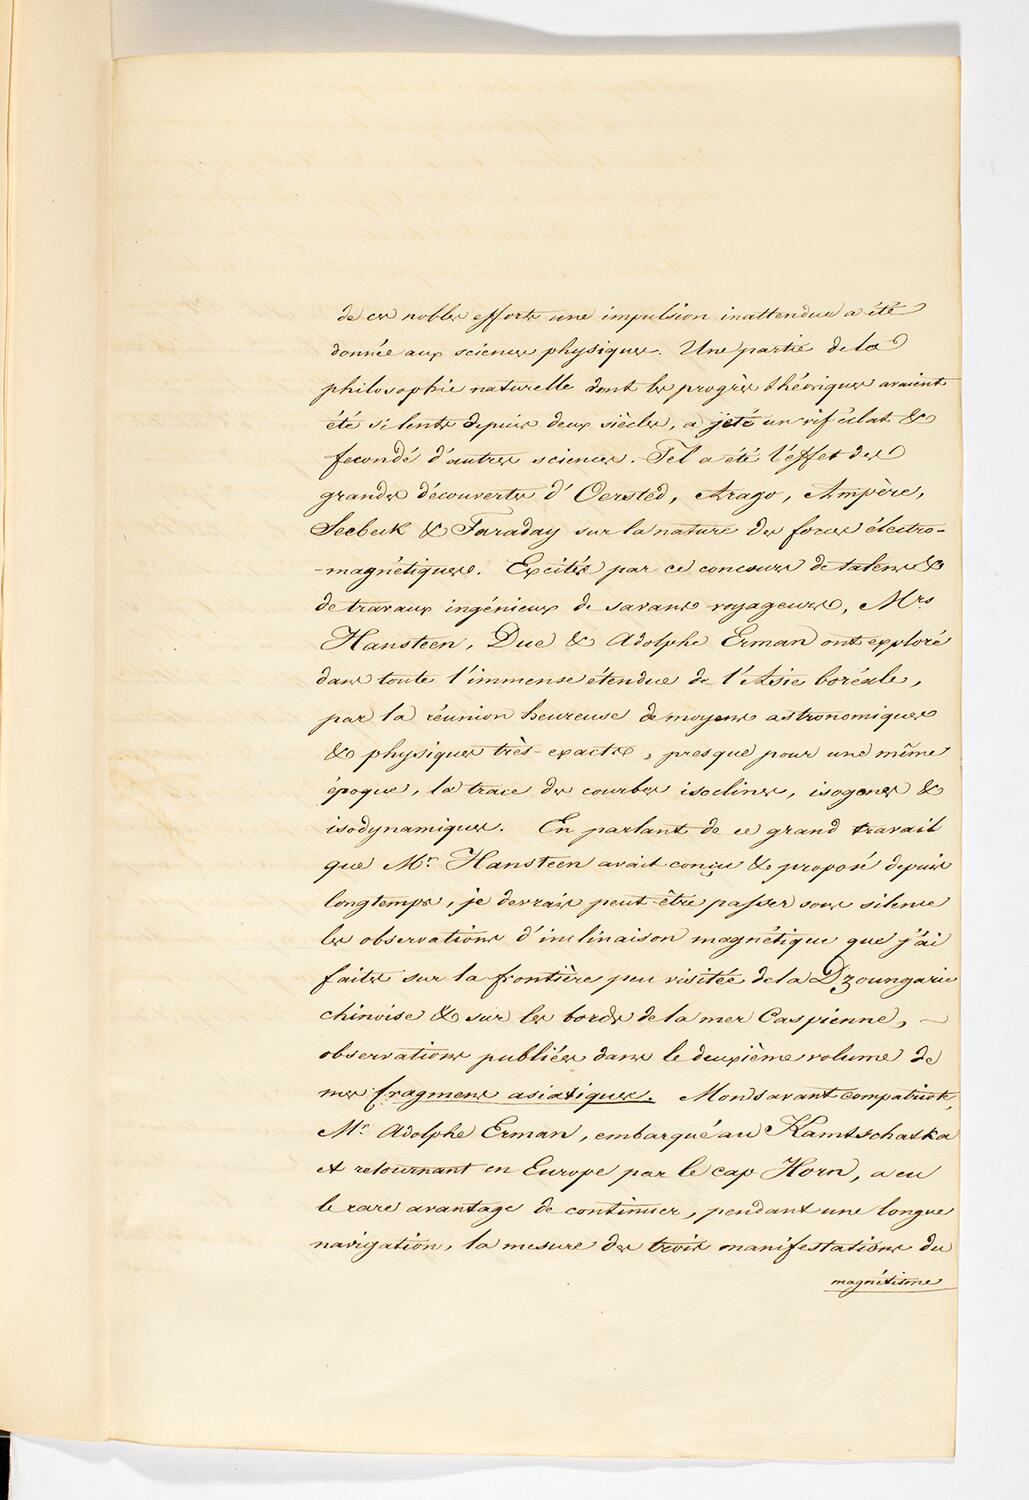 de ces nobles efforts une impulsion inattendue a été
donnée aux sciences physiques. Une partie de la
philosophie naturelle dont les progrès théoriques avaient
été si lents depuis deux siècles, a jeté un vif éclat &
fecondé d'autres sciences. Tel a été l'effet des
grandes découvertes d'Oersted, Arago, Ampère,
Seebeck & Faraday sur la nature des forces électro-
-magnétiques. Excités par ce concours de talens &
de travaux ingénieux de savans voyageurs, Mrs
Hansteen, Due & Adolphe Erman ont exploré
dans toute l'immense étendue de l'Asie boréale,
par la réunion heureuse de moyens astronomiques
& physiques très-exacts, presque pour une même
époque, la trace des courbes isoclines, isogones &
isodynamiques. En parlant de ce grand travail
que Mr. Hansteen avait conçu & proposé depuis
longtemps, je devrais peut-être passer sous silence
les observations d'inclinaison magnétique que j'ai
faites sur la frontière peu visitée de la Dzoungarie
chinoise & sur les bords de la mer Caspienne, –
observations publiées dans le deuxième volume de
mes fragmens asiatiques. Mond savant compatriote,
Mr. Adolphe Erman, embarqué au Kamtschatka
et retournant en Europe par le cap Horn, a eu
le rare avantage de continuer, pendant une longue
navigation, la mesure des trois manifestations du
magnétisme